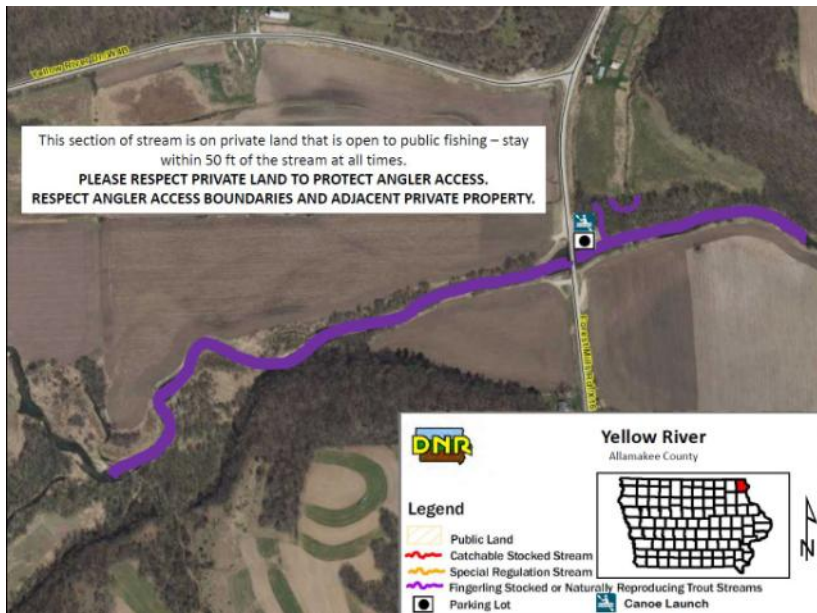 Yellow River Dr W4n
This section of stream is on private land that is open to public fishing – stay
within 50 ft of the stream at all times.
PLEASE RESPECT PRIVATE LAND TO PROTECT ANGLER ACCESS.
RESPECT ANGLER ACCESS BOUNDARIES AND ADJACENT PRIVATE PROPERTY.
DNR
Yellow River
Allamakee County
Legend
Public Land
Catchable Stocked Stream
Special Regulation Stream
Fingerling Stocked or Naturally Reproducing Trout Streams
Parking Lot
Canoe Launch
N